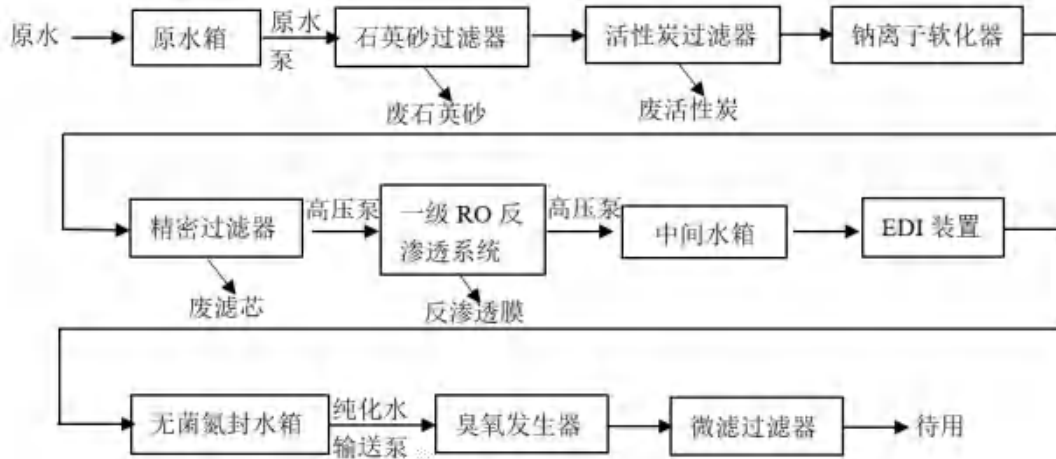 原水
原水箱
原水
泵
石英砂过滤器
活性炭过滤器
钠离子软化器
废石英砂
废活性炭
精密过滤器
高压泵
一级 RO 反
渗透系统
高压泵
中间水箱
EDI 装置
废滤芯
反渗透膜
无菌氮封水箱
纯化水
输送泵
臭氧发生器
微滤过滤器
待用